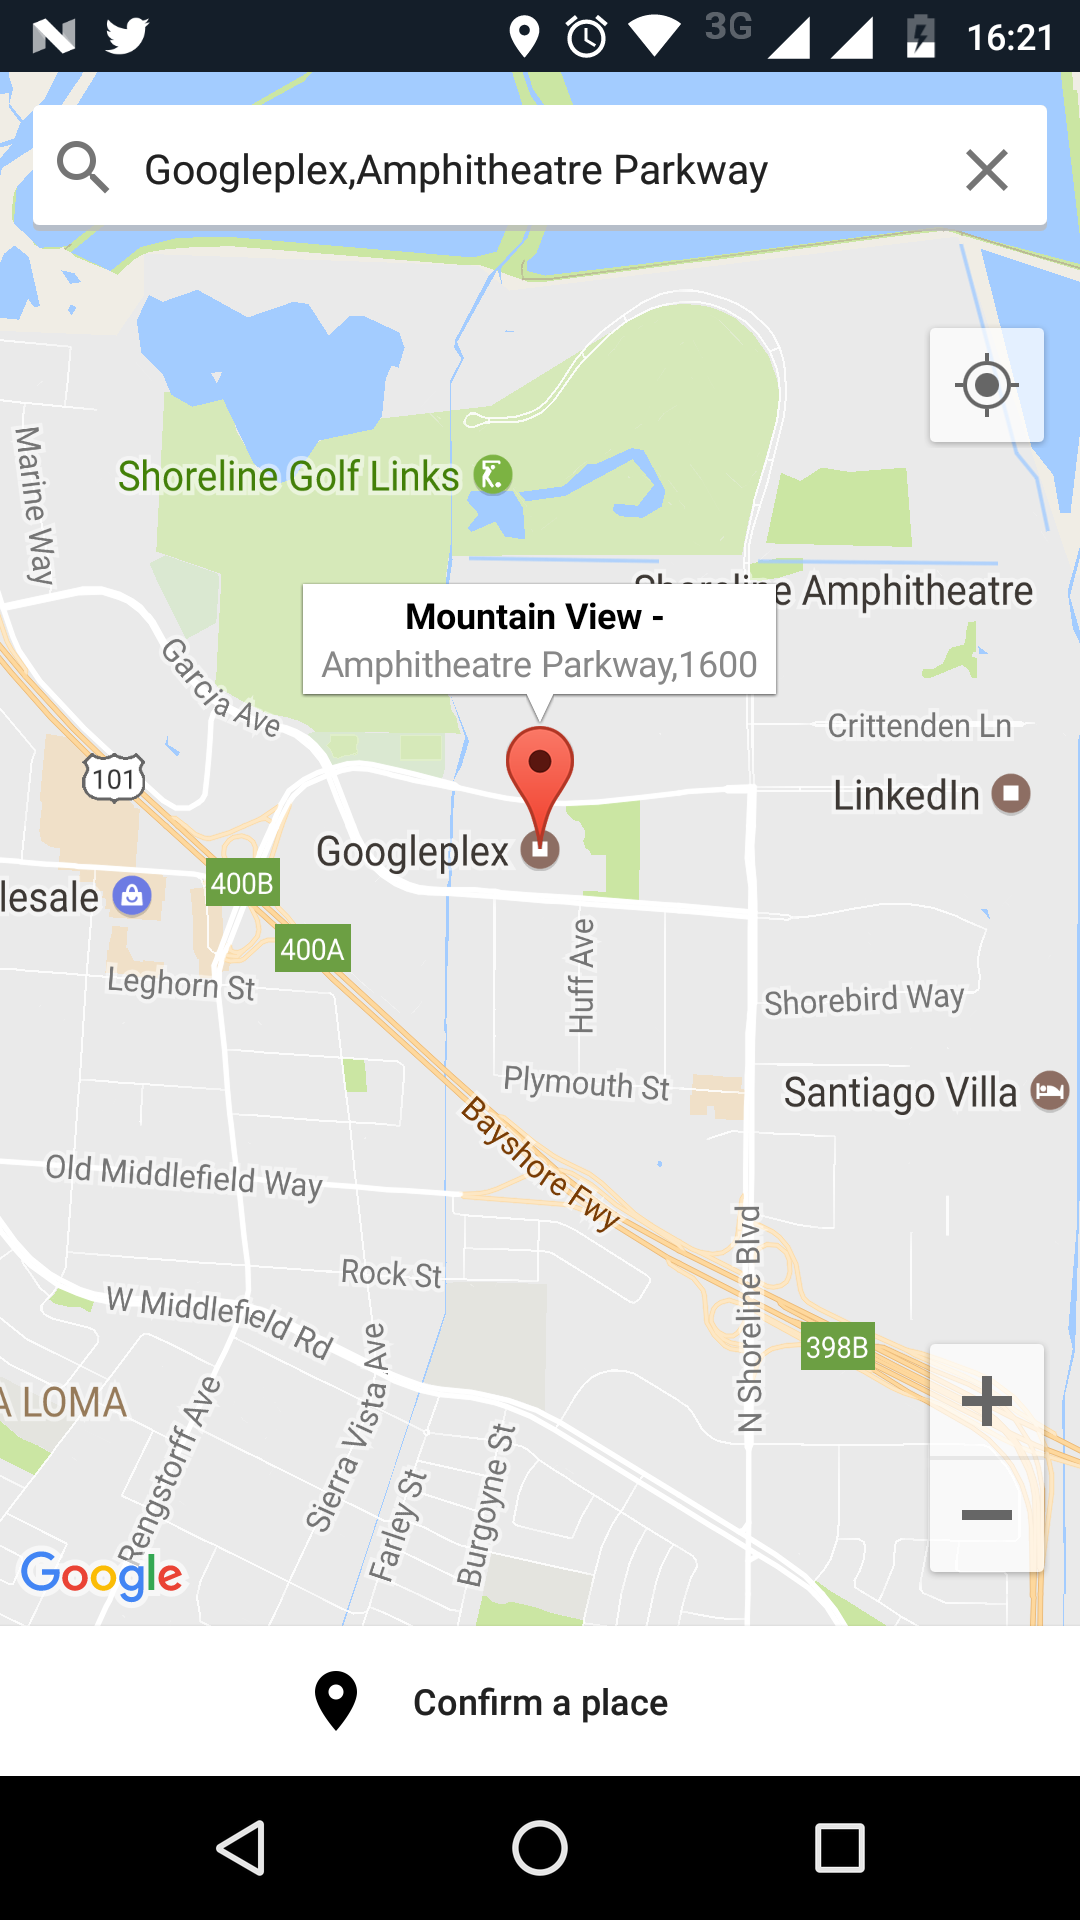 3G 16:21
Googleplex,Amphitheatre Parkway
Marine Way
Shoreline Golf Links
Shoreline Amphitheatre
Mountain View -
Amphitheatre Parkway,1600
Garcia Ave
Crittenden Ln
101
LinkedIn
Googleplex
400B
lesale
400A
Huff Ave
Leghorn St
Shorebird Way
Plymouth St
Santiago Villa
Bayshore Fwy
Old Middlefield Way
N Shoreline Blvd
Rock St
W Middlefield Rd
398B
Sierra Vista Ave
A LOMA
Rengstorff Ave
Farley St
Burgoyne St
Google
Confirm a place